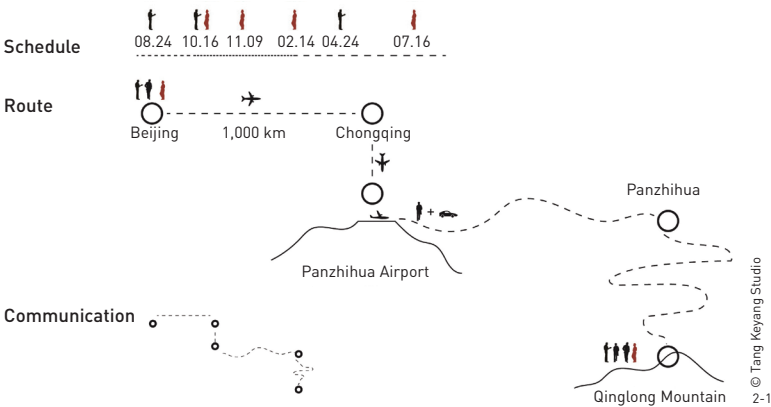 Schedule
08.24 10.16 11.09 02.14 04.24 07.16
Route
Beijing 1,000 km Chongqing
+
Panzhihua
Panzhihua Airport
Communication
Qinglong Mountain
© Tang Keyang Studio
2-1